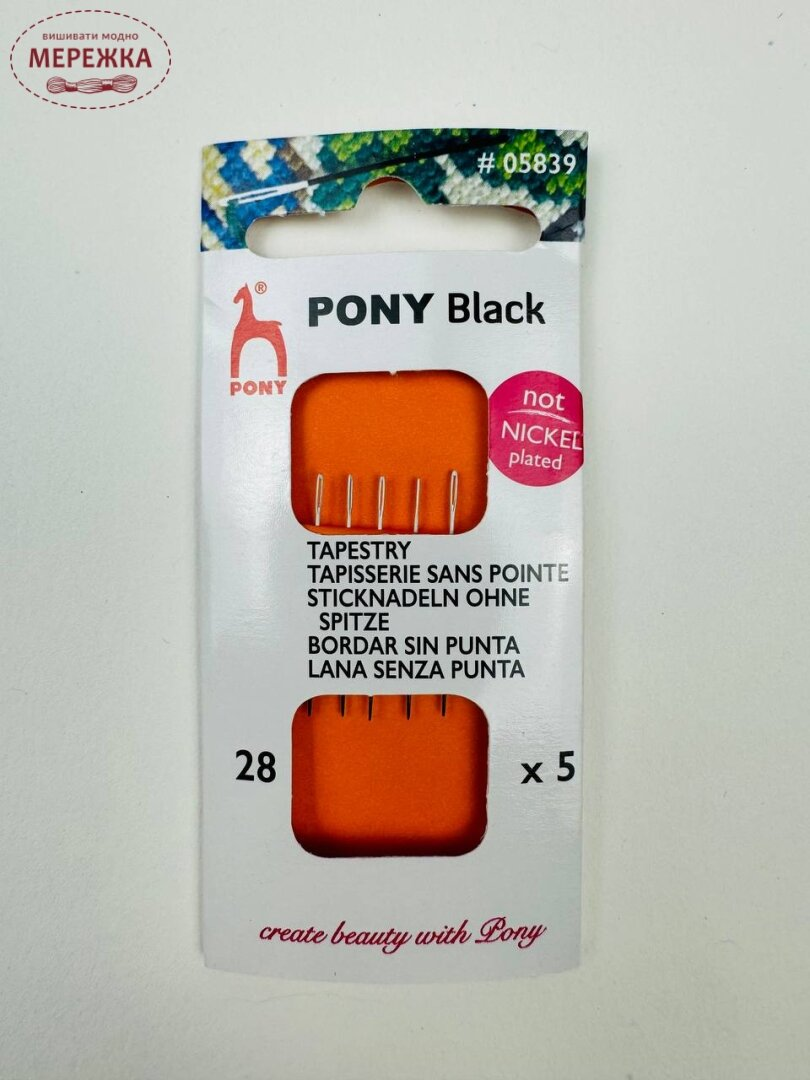 вишивати модно
МЕРЕЖКА
# 05839
®
PONY
PONY Black
not
NICKEL
plated
TAPESTRY
TAPISSERIE SANS POINTE
STICKNADELN OHNE
SPITZE
BORDAR SIN PUNTA
LANA SENZA PUNTA
28
x 5
create beauty with Pony